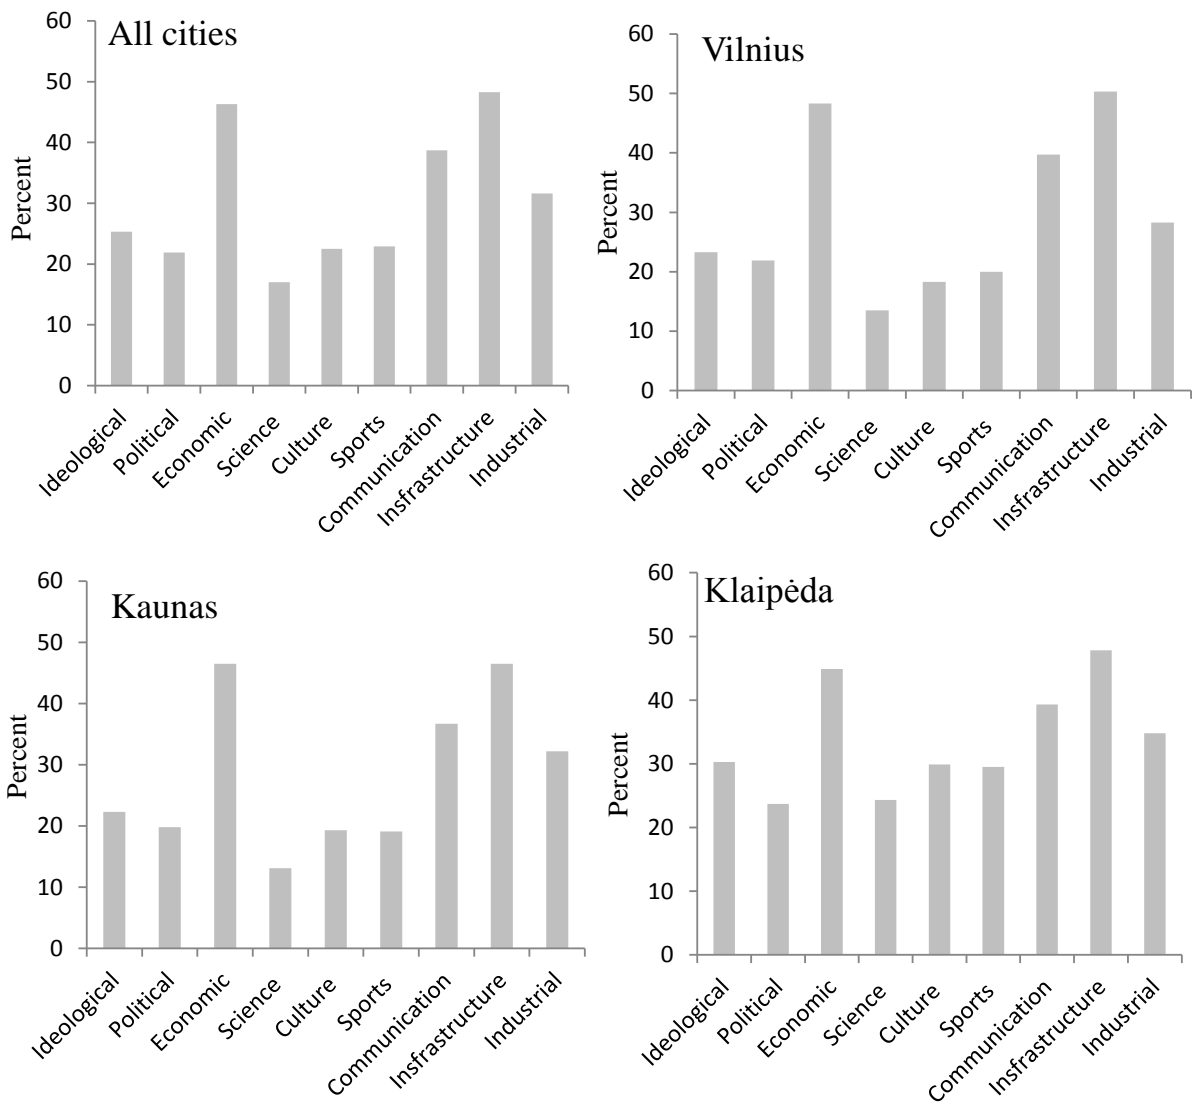 All cities
Percent
60
50
40
30
20
10
0
Ideological
Political
Economic
Science
Culture
Sports
Communication
Insfrastructure
Industrial
Vilnius
Percent
60
50
40
30
20
10
0
Ideological
Political
Economic
Science
Culture
Sports
Communication
Insfrastructure
Industrial
Kaunas
Percent
60
50
40
30
20
10
0
Ideological
Political
Economic
Science
Culture
Sports
Communication
Insfrastructure
Industrial
Klaipėda
Percent
60
50
40
30
20
10
0
Ideological
Political
Economic
Science
Culture
Sports
Communication
Insfrastructure
Industrial